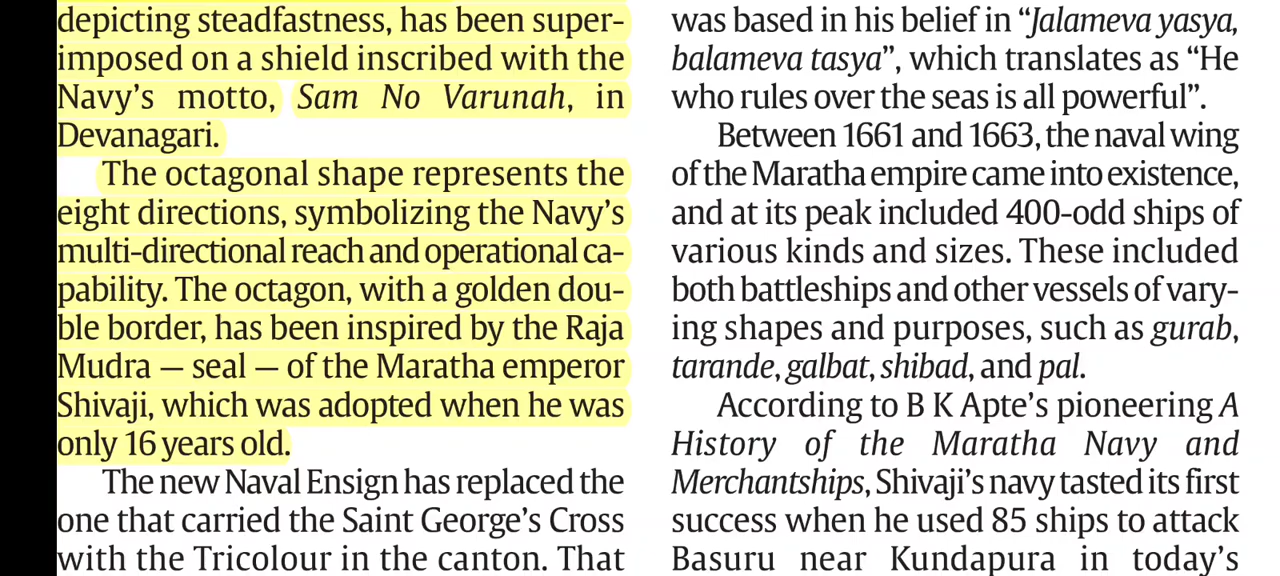 depicting steadfastness, has been super-
imposed on a shield inscribed with the
Navy’s motto, Sam No Varunah, in
Devanagari.
The octagonal shape represents the
eight directions, symbolizing the Navy’s
multi-directional reach and operational ca-
pability. The octagon, with a golden dou-
ble border, has been inspired by the Raja
Mudra — seal — of the Maratha emperor
Shivaji, which was adopted when he was
only 16 years old.
The new Naval Ensign has replaced the
one that carried the Saint George’s Cross
with the Tricolour in the canton. That
was based in his belief in “Jalameva yasya,
balameva tasya”, which translates as “He
who rules over the seas is all powerful”.
Between 1661 and 1663, the naval wing
of the Maratha empire came into existence,
and at its peak included 400-odd ships of
various kinds and sizes. These included
both battleships and other vessels of vary-
ing shapes and purposes, such as gurab,
tarande, galbat, shibad, and pal.
According to B K Apte’s pioneering A
History of the Maratha Navy and
Merchantships, Shivaji’s navy tasted its first
success when he used 85 ships to attack
Basuru near Kundapura in today’s